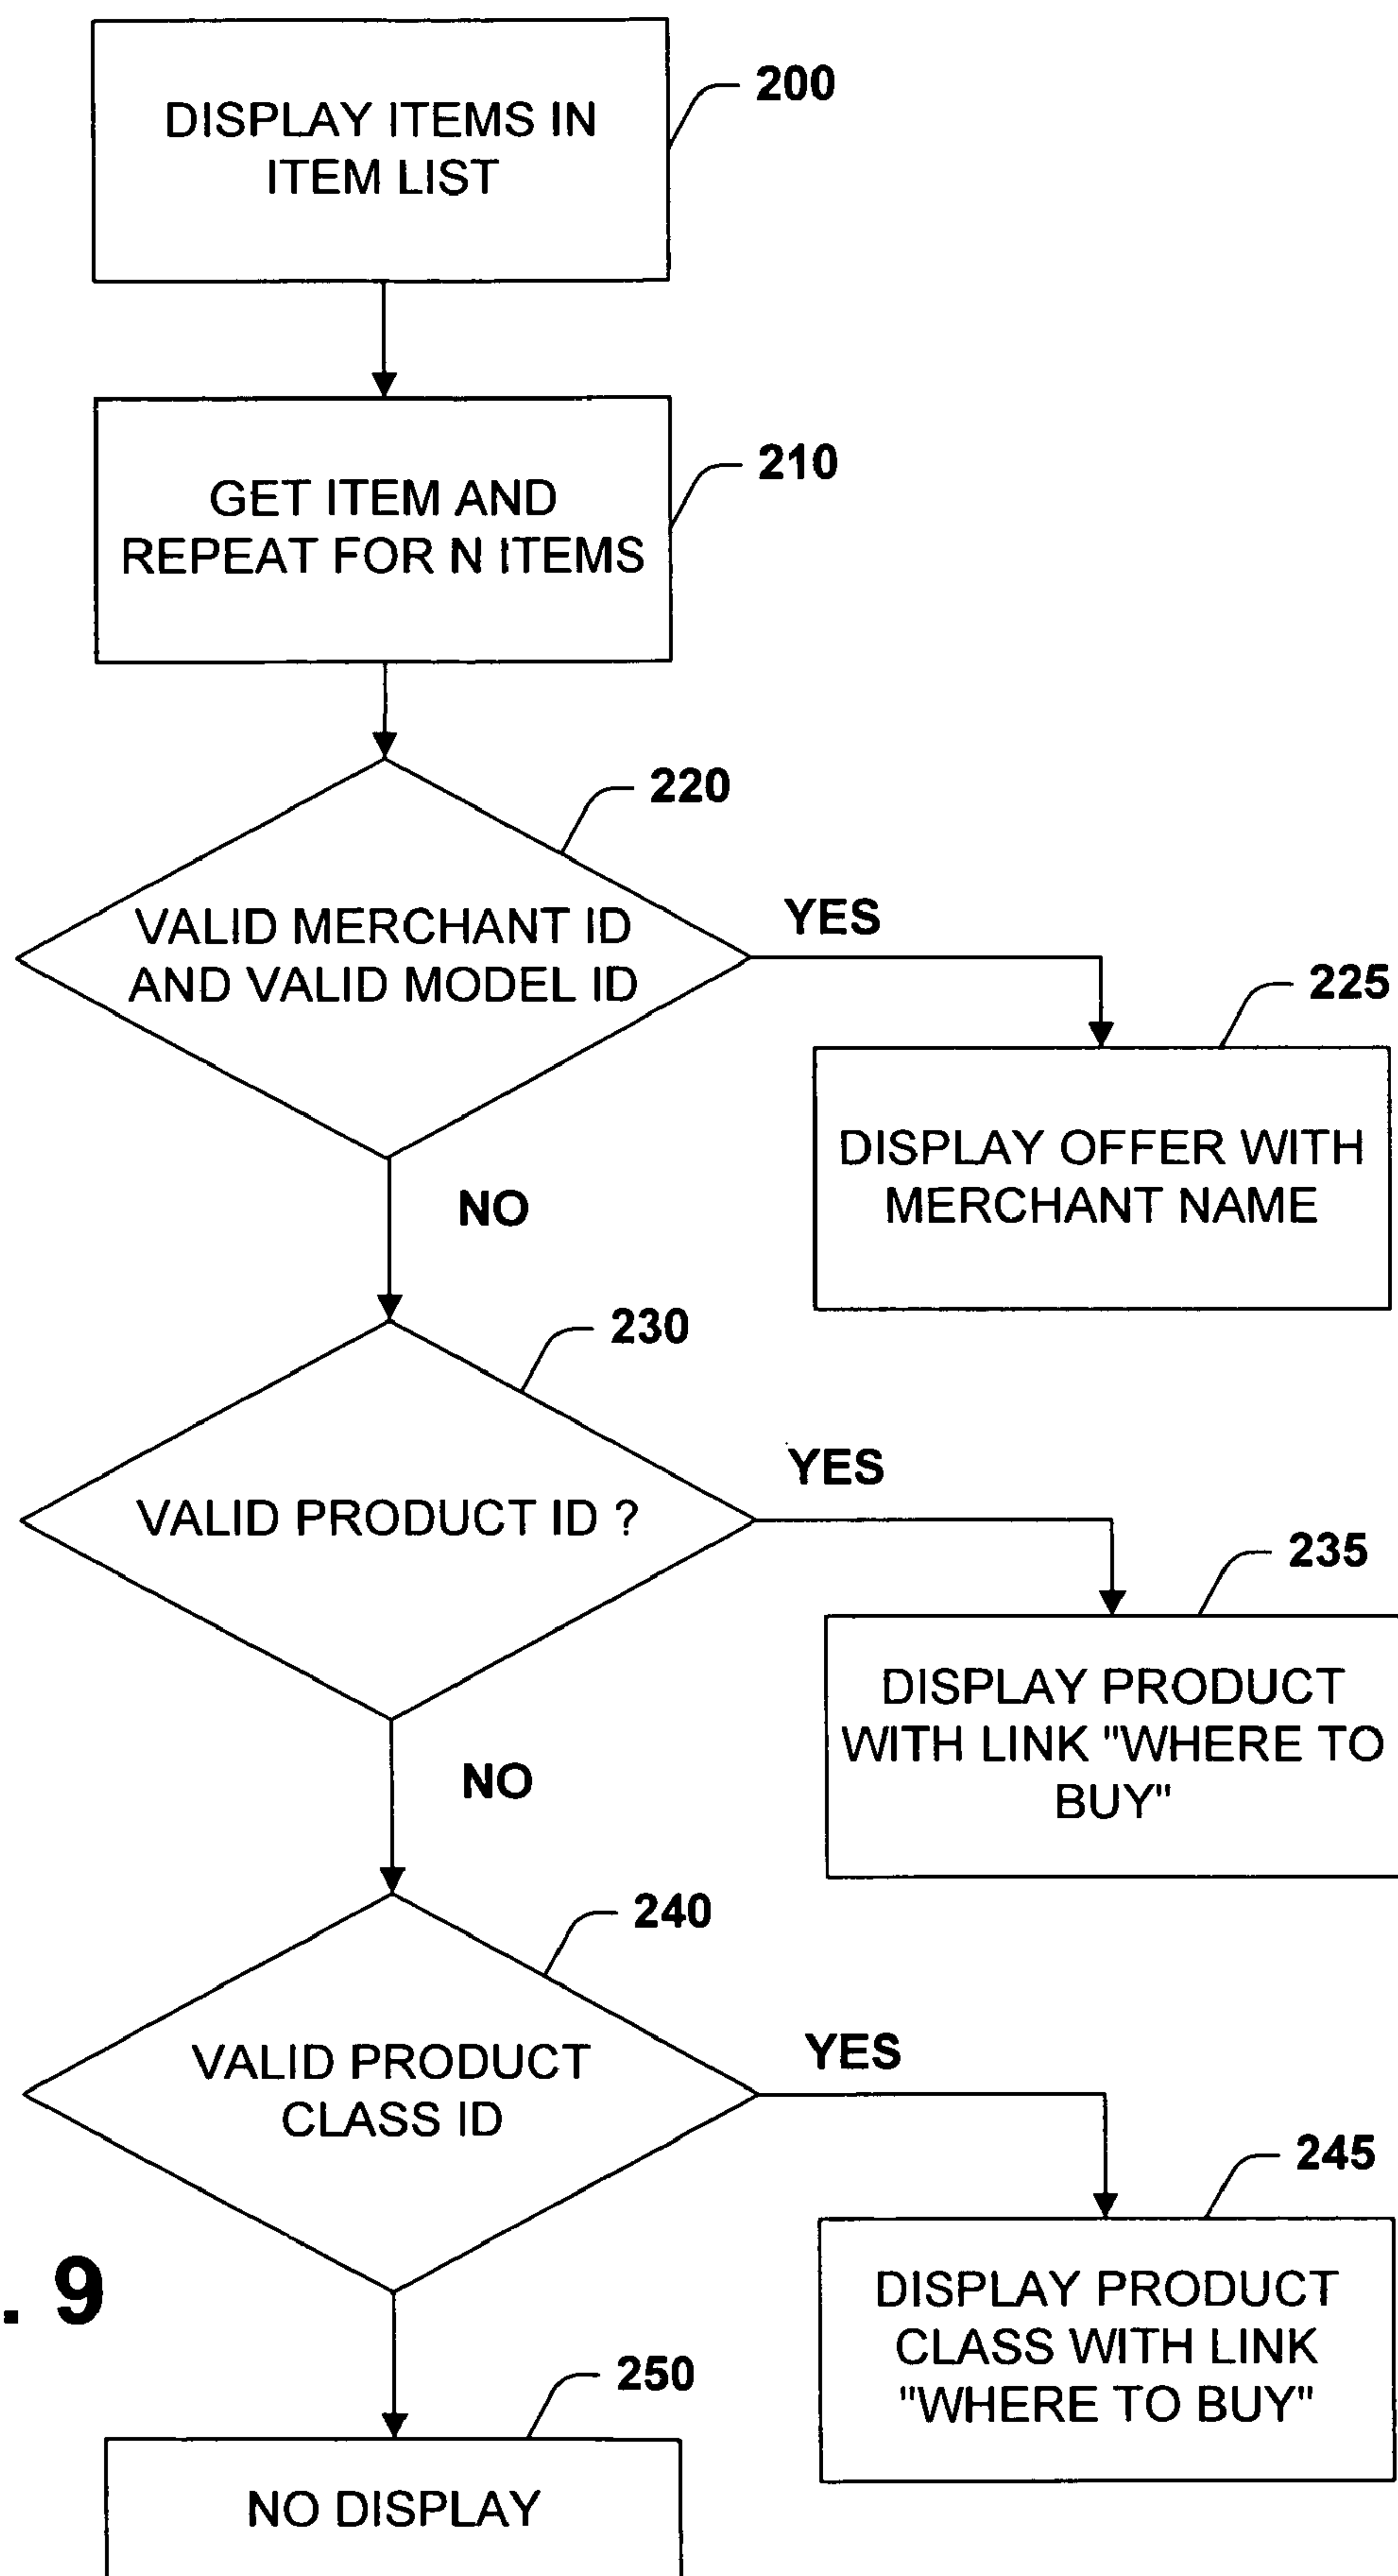 DISPLAY ITEMS IN
ITEM LIST
200
GET ITEM AND
REPEAT FOR N ITEMS
210
220
VALID MERCHANT ID
AND VALID MODEL ID
YES
225
DISPLAY OFFER WITH
MERCHANT NAME
NO
230
VALID PRODUCT ID ?
YES
235
DISPLAY PRODUCT
WITH LINK "WHERE TO
BUY"
NO
240
VALID PRODUCT
CLASS ID
YES
245
DISPLAY PRODUCT
CLASS WITH LINK
"WHERE TO BUY"
. 9
250
NO DISPLAY